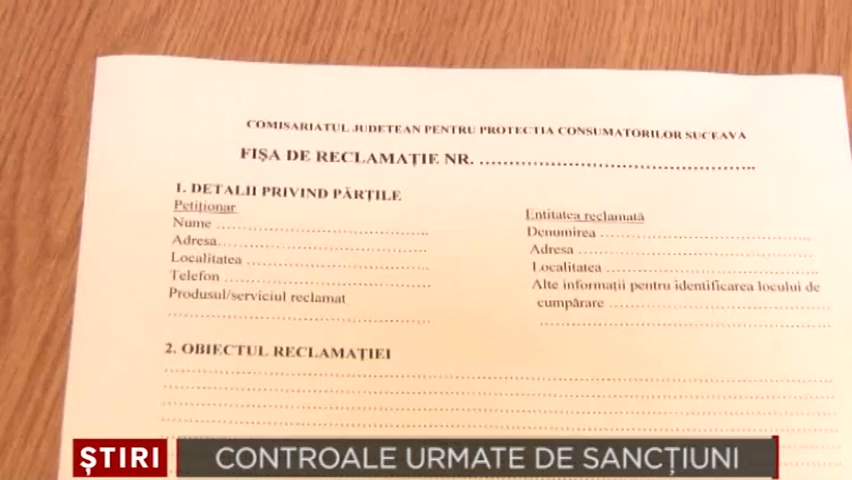 COMISARIATUL JUDETEAN PENTRU PROTECTIA CONSUMATORILOR SUCEAVA
FIȘA DE RECLAMAȚIE NR. ........................................
1. DETALII PRIVIND PĂRȚILE
Petiționar
Nume ........................................
Adresa........................................
Localitatea ...................................
Telefon ......................................
Produsul/serviciul reclamat
..................................................
Entitatea reclamată
Denumirea ...................................
Adresa ........................................
Localitatea ...................................
Alte informații pentru identificarea locului de
cumpărare ...................................
..................................................
2. OBIECTUL RECLAMAȚIEI
ȘTIRI
CONTROALE URMATE DE SANCȚIUNI